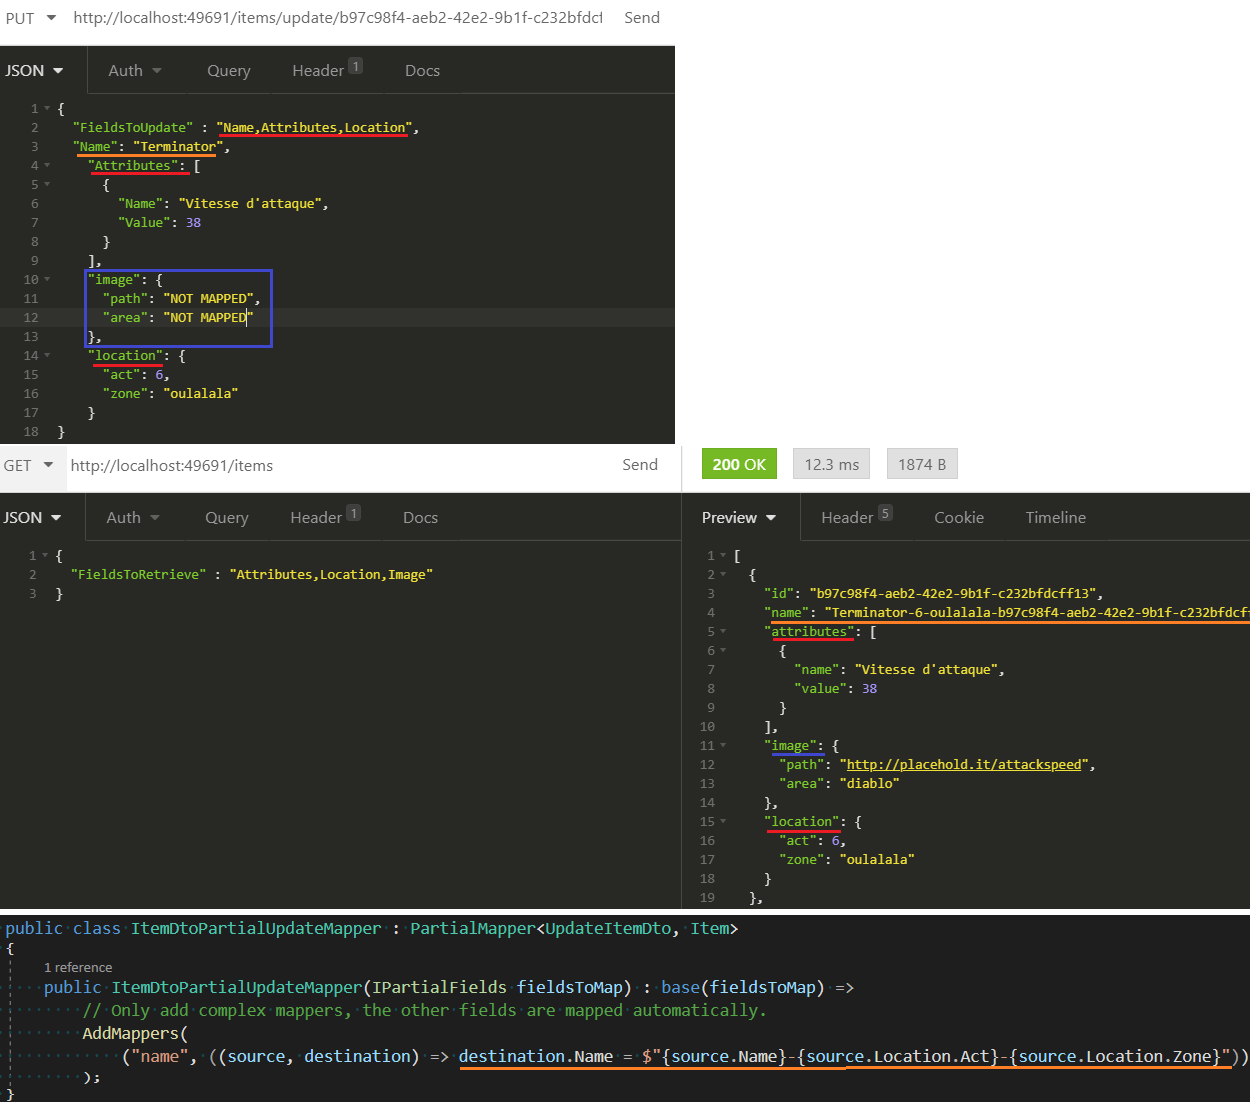 PUT http://localhost:49691/items/update/b97c98f4-aeb2-42e2-9b1f-c232bfdcf Send
JSON Auth Query Header 1 Docs
1 {
2 "FieldsToUpdate" : "Name,Attributes,Location",
3 "Name": "Terminator",
4 "Attributes": [
5 {
6 "Name": "Vitesse d'attaque",
7 "Value": 38
8 }
9 ],
10 "image": {
11 "path": "NOT MAPPED",
12 "area": "NOT MAPPED"
13 },
14 "location": {
15 "act": 6,
16 "zone": "oulalala"
17 }
18 }
GET http://localhost:49691/items Send
200 OK 12.3 ms 1874 B
JSON Auth Query Header 1 Docs
1 {
2 "FieldsToRetrieve" : "Attributes,Location,Image"
3 }
Preview Header 5 Cookie Timeline
1 [
2 {
3 "id": "b97c98f4-aeb2-42e2-9b1f-c232bfdcff13",
4 "name": "Terminator-6-oulalala-b97c98f4-aeb2-42e2-9b1f-c232bfdcf
5 "attributes": [
6 {
7 "name": "Vitesse d'attaque",
8 "value": 38
9 }
10 ],
11 "image": {
12 "path": "http://placehold.it/attackspeed",
13 "area": "diablo"
14 },
15 "location": {
16 "act": 6,
17 "zone": "oulalala"
18 }
19 },
public class ItemDtoPartialUpdateMapper : PartialMapper<UpdateItemDto, Item>
{
1 reference
public ItemDtoPartialUpdateMapper(IPartialFields fieldsToMap) : base(fieldsToMap) =>
// Only add complex mappers, the other fields are mapped automatically.
AddMappers(
("name", ((source, destination) => destination.Name = $"{source.Name}-{source.Location.Act}-{source.Location.Zone}"))
);
}